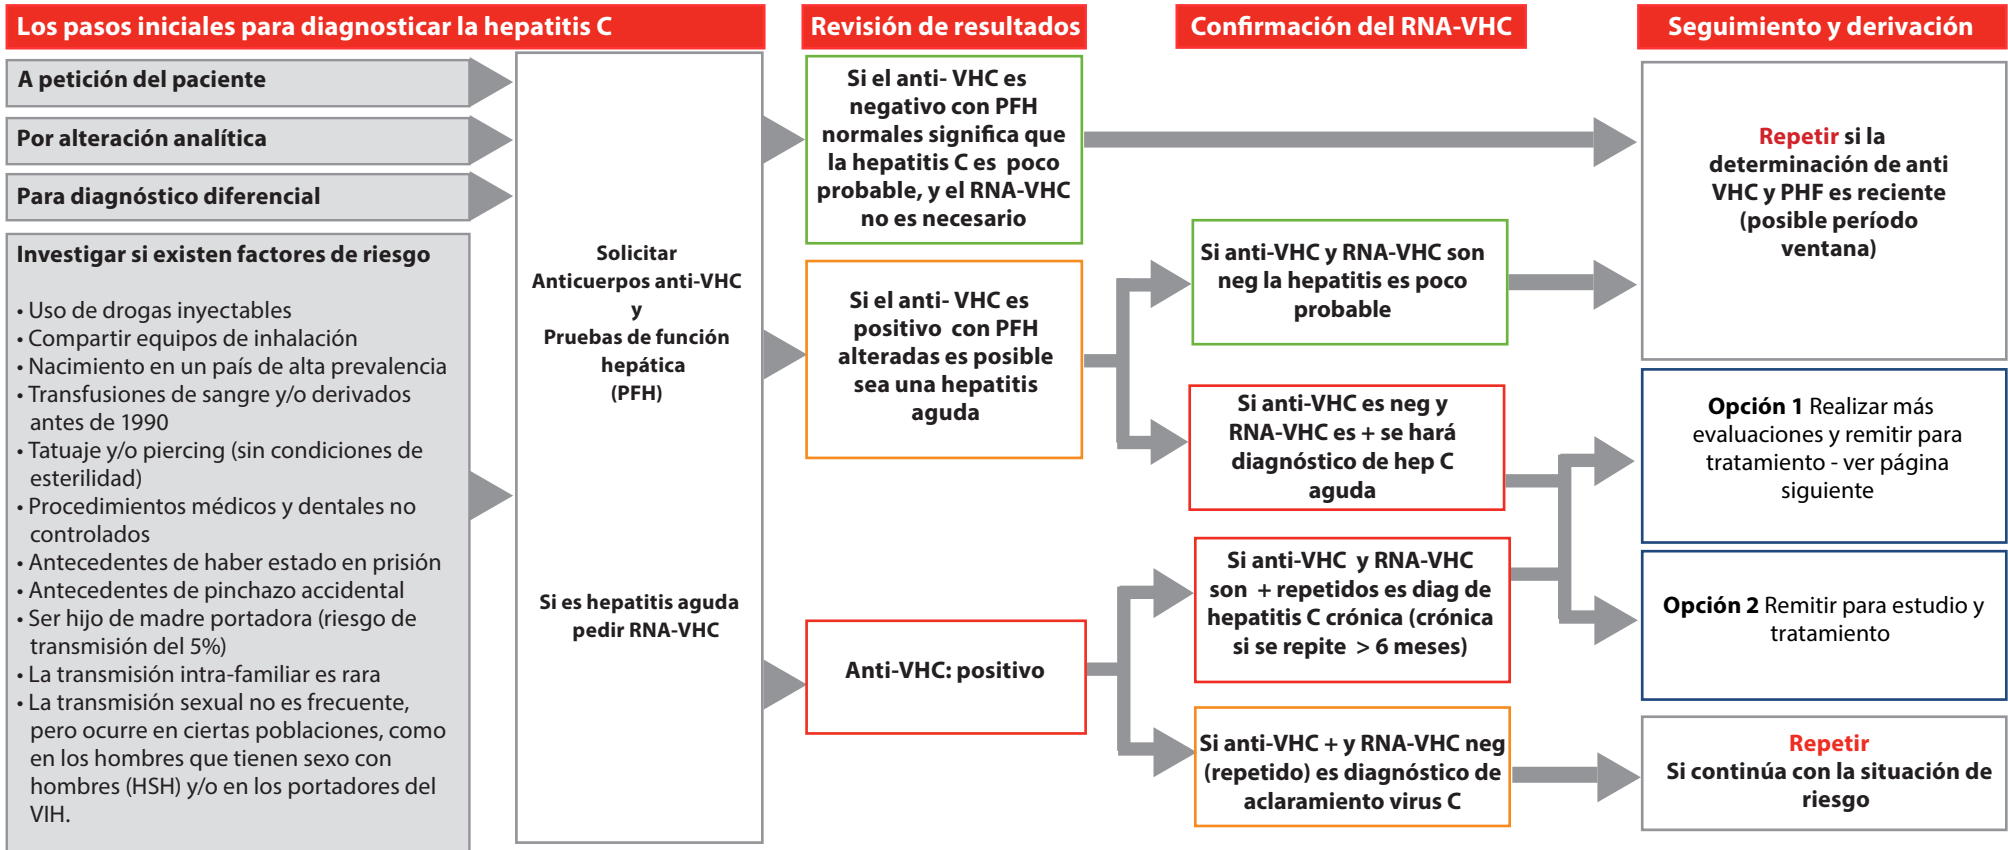 Los pasos iniciales para diagnosticar la hepatitis C
A petición del paciente
Por alteración analítica
Para diagnóstico diferencial
Investigar si existen factores de riesgo
• Uso de drogas inyectables
• Compartir equipos de inhalación
• Nacimiento en un país de alta prevalencia
• Transfusiones de sangre y/o derivados
antes de 1990
• Tatuaje y/o piercing (sin condiciones de
esterilidad)
• Procedimientos médicos y dentales no
controlados
• Antecedentes de haber estado en prisión
• Antecedentes de pinchazo accidental
• Ser hijo de madre portadora (riesgo de
transmisión del 5%)
• La transmisión intra-familiar es rara
• La transmisión sexual no es frecuente,
pero ocurre en ciertas poblaciones, como
en los hombres que tienen sexo con
hombres (HSH) y/o en los portadores del
VIH.
Solicitar
Anticuerpos anti-VHC
y
Pruebas de función
hepática
(PFH)
Si es hepatitis aguda
pedir RNA-VHC
Revisión de resultados
Si el anti- VHC es
negativo con PFH
normales significa que
la hepatitis C es poco
probable, y el RNA-VHC
no es necesario
Si el anti- VHC es
positivo con PFH
alteradas es posible
sea una hepatitis
aguda
Anti-VHC: positivo
Confirmación del RNA-VHC
Si anti-VHC y RNA-VHC son
neg la hepatitis es poco
probable
Si anti-VHC es neg y
RNA-VHC es + se hará
diagnóstico de hep C
aguda
Si anti-VHC y RNA-VHC
son + repetidos es diag de
hepatitis C crónica (crónica
si se repite > 6 meses)
Si anti-VHC + y RNA-VHC neg
(repetido) es diagnóstico de
aclaramiento virus C
Seguimiento y derivación
Repetir si la
determinación de anti
VHC y PHF es reciente
(posible período
ventana)
Opción 1 Realizar más
evaluaciones y remitir para
tratamiento - ver página
siguiente
Opción 2 Remitir para estudio y
tratamiento
Repetir
Si continúa con la situación de
riesgo